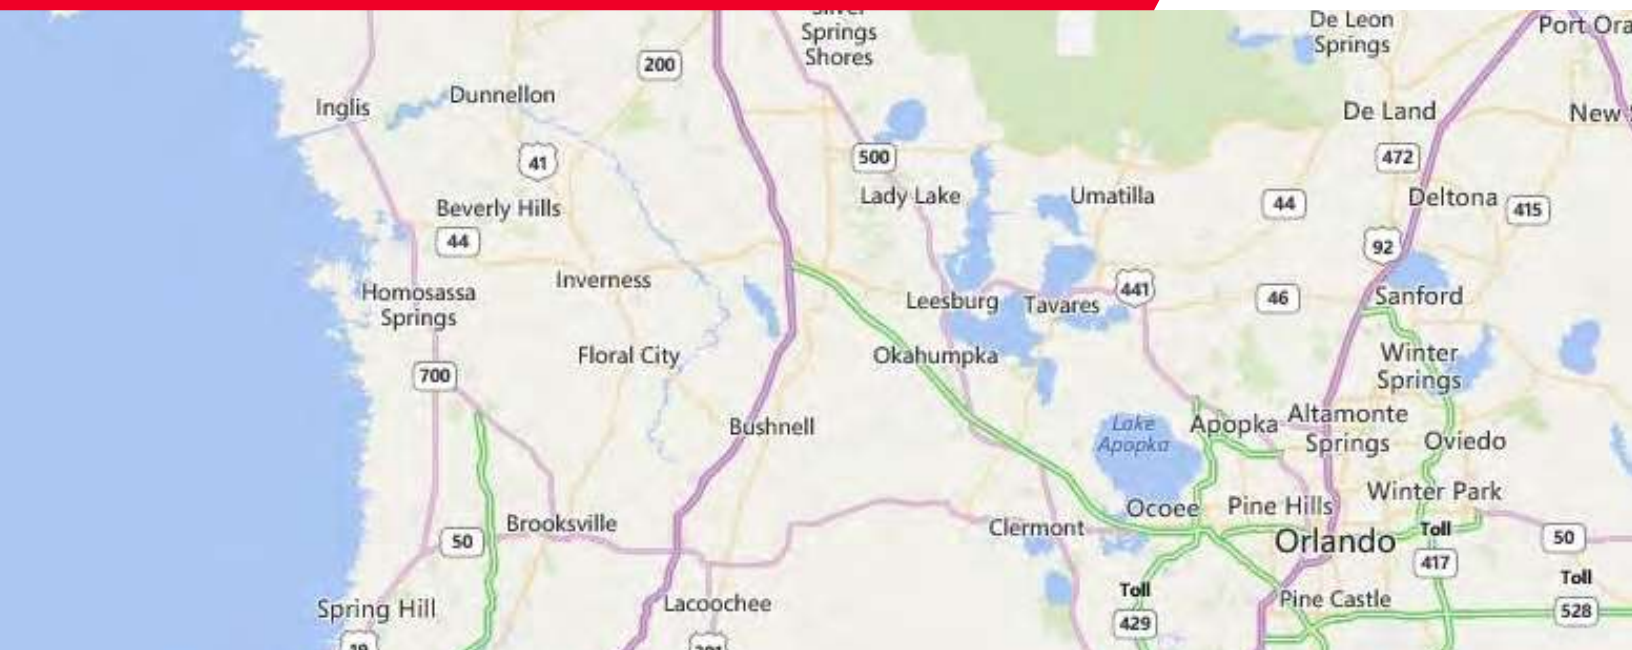 Springs
Shores
De Leon
Springs
Port Ora
200
Dunnellon
Inglis
De Land
New
41
500
472
Lady Lake
Umatilla
44
Deltona
415
Beverly Hills
44
92
Inverness
Homosassa
Springs
Leesburg
Tavares
441
46
Sanford
Floral City
Okahumpka
Winter
Springs
700
Bushnell
Lake
Apopka
Apopka
Altamonte
Springs
Oviedo
Winter Park
Ocoee
Pine Hills
Brooksville
50
Clermont
Orlando
Toll
417
50
Toll
528
Spring Hill
Lacoochee
Toll
429
Pine Castle